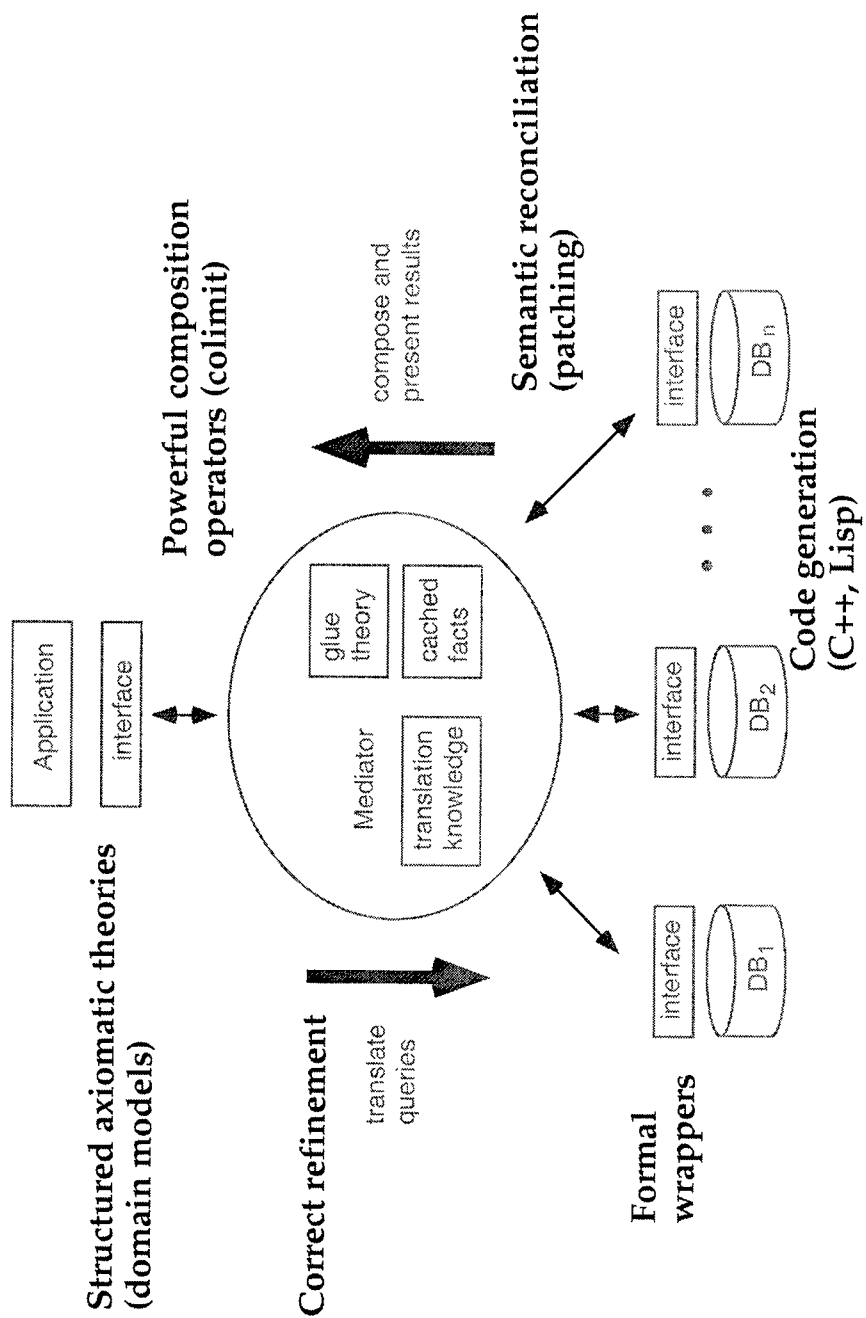 Application
interface
Structured axiomatic theories
(domain models)
Powerful composition
operators (colimit)
Correct refinement
translate
queries
Mediator
translation
knowledge
glue
theory
cached
facts
compose and
present results
Semantic reconciliation
(patching)
Formal
wrappers
interface
DB1
interface
DB2
• • •
interface
DBn
Code generation
(C++, Lisp)